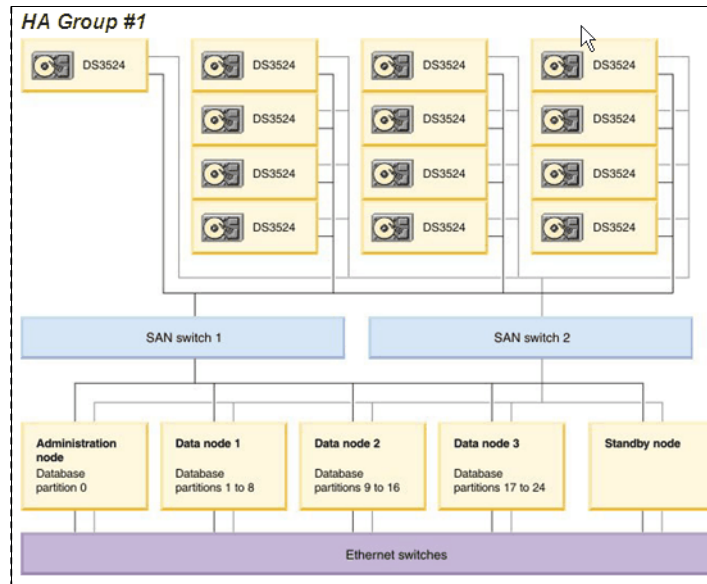 HA Group #1
DS3524 DS3524 DS3524 DS3524
DS3524 DS3524 DS3524
DS3524 DS3524 DS3524
DS3524 DS3524 DS3524
SAN switch 1 SAN switch 2
Administration node
Database partition 0
Data node 1
Database partitions 1 to 8
Data node 2
Database partitions 9 to 16
Data node 3
Database partitions 17 to 24
Standby node
Ethernet switches